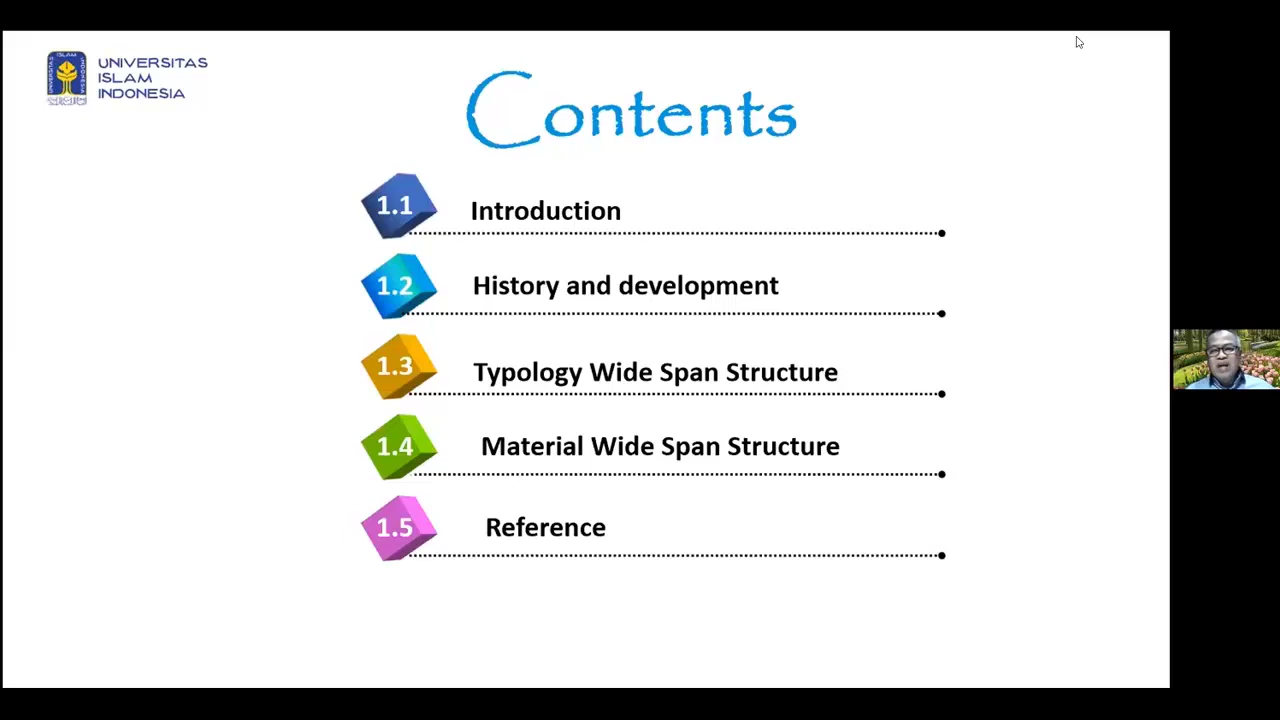 UNIVERSITAS
ISLAM
INDONESIA
Contents
1.1 Introduction
1.2 History and development
1.3 Typology Wide Span Structure
1.4 Material Wide Span Structure
1.5 Reference